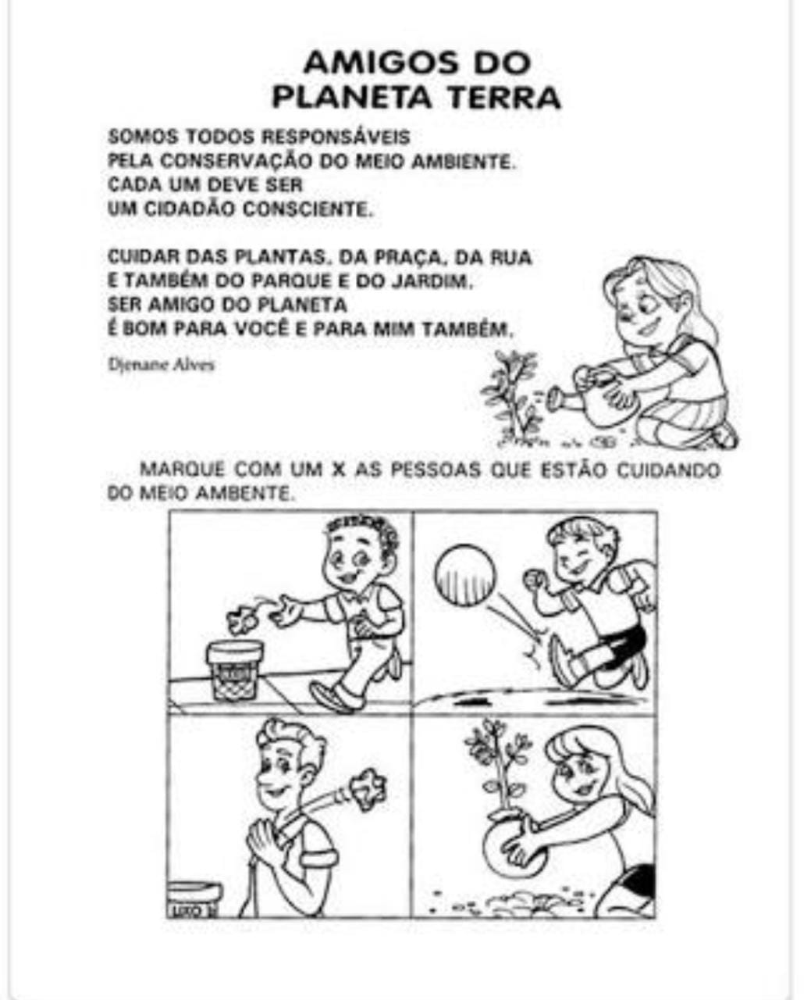 AMIGOS DO
PLANETA TERRA
SOMOS TODOS RESPONSÁVEIS
PELA CONSERVAÇÃO DO MEIO AMBIENTE.
CADA UM DEVE SER
UM CIDADÃO CONSCIENTE.
CUIDAR DAS PLANTAS, DA PRAÇA, DA RUA
E TAMBÉM DO PARQUE E DO JARDIM.
SER AMIGO DO PLANETA
É BOM PARA VOCÊ E PARA MIM TAMBÉM.
Djenane Alves
MARQUE COM UM X AS PESSOAS QUE ESTÃO CUIDANDO
DO MEIO AMBENTE.
LIXO